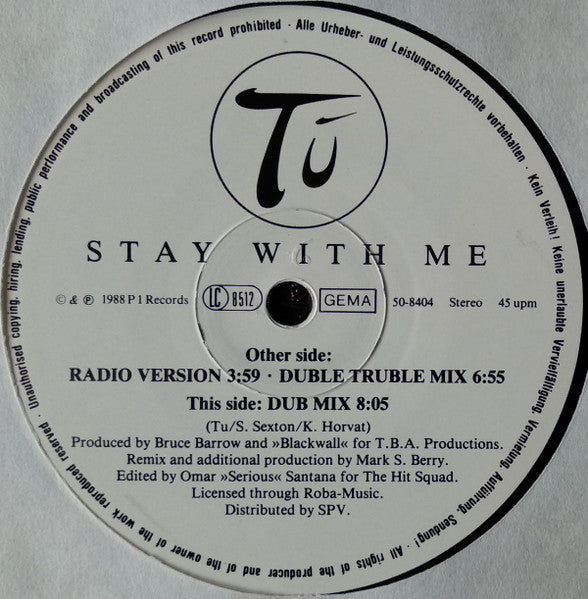 Unauthorised copying, hiring, lending, public performance and broadcasting of this record prohibited · Alle Urheber- und Leistungsschutzrechte vorbehalten · Kein Verleih! Keine unerlaubte Vervielfältigung, Vermietung, Aufführung, Sendung! · All rights of the producer and of the owner of the work reproduced reserved ·
Tú
STAY WITH ME
© & ℗ 1988 P 1 Records LC 8512 GEMA 50-8404 Stereo 45 upm
Other side:
RADIO VERSION 3:59 · DUBLE TRUBLE MIX 6:55
This side: DUB MIX 8:05
(Tu/S. Sexton/K. Horvat)
Produced by Bruce Barrow and »Blackwall« for T.B.A. Productions.
Remix and additional production by Mark S. Berry.
Edited by Omar »Serious« Santana for The Hit Squad.
Licensed through Roba-Music.
Distributed by SPV.